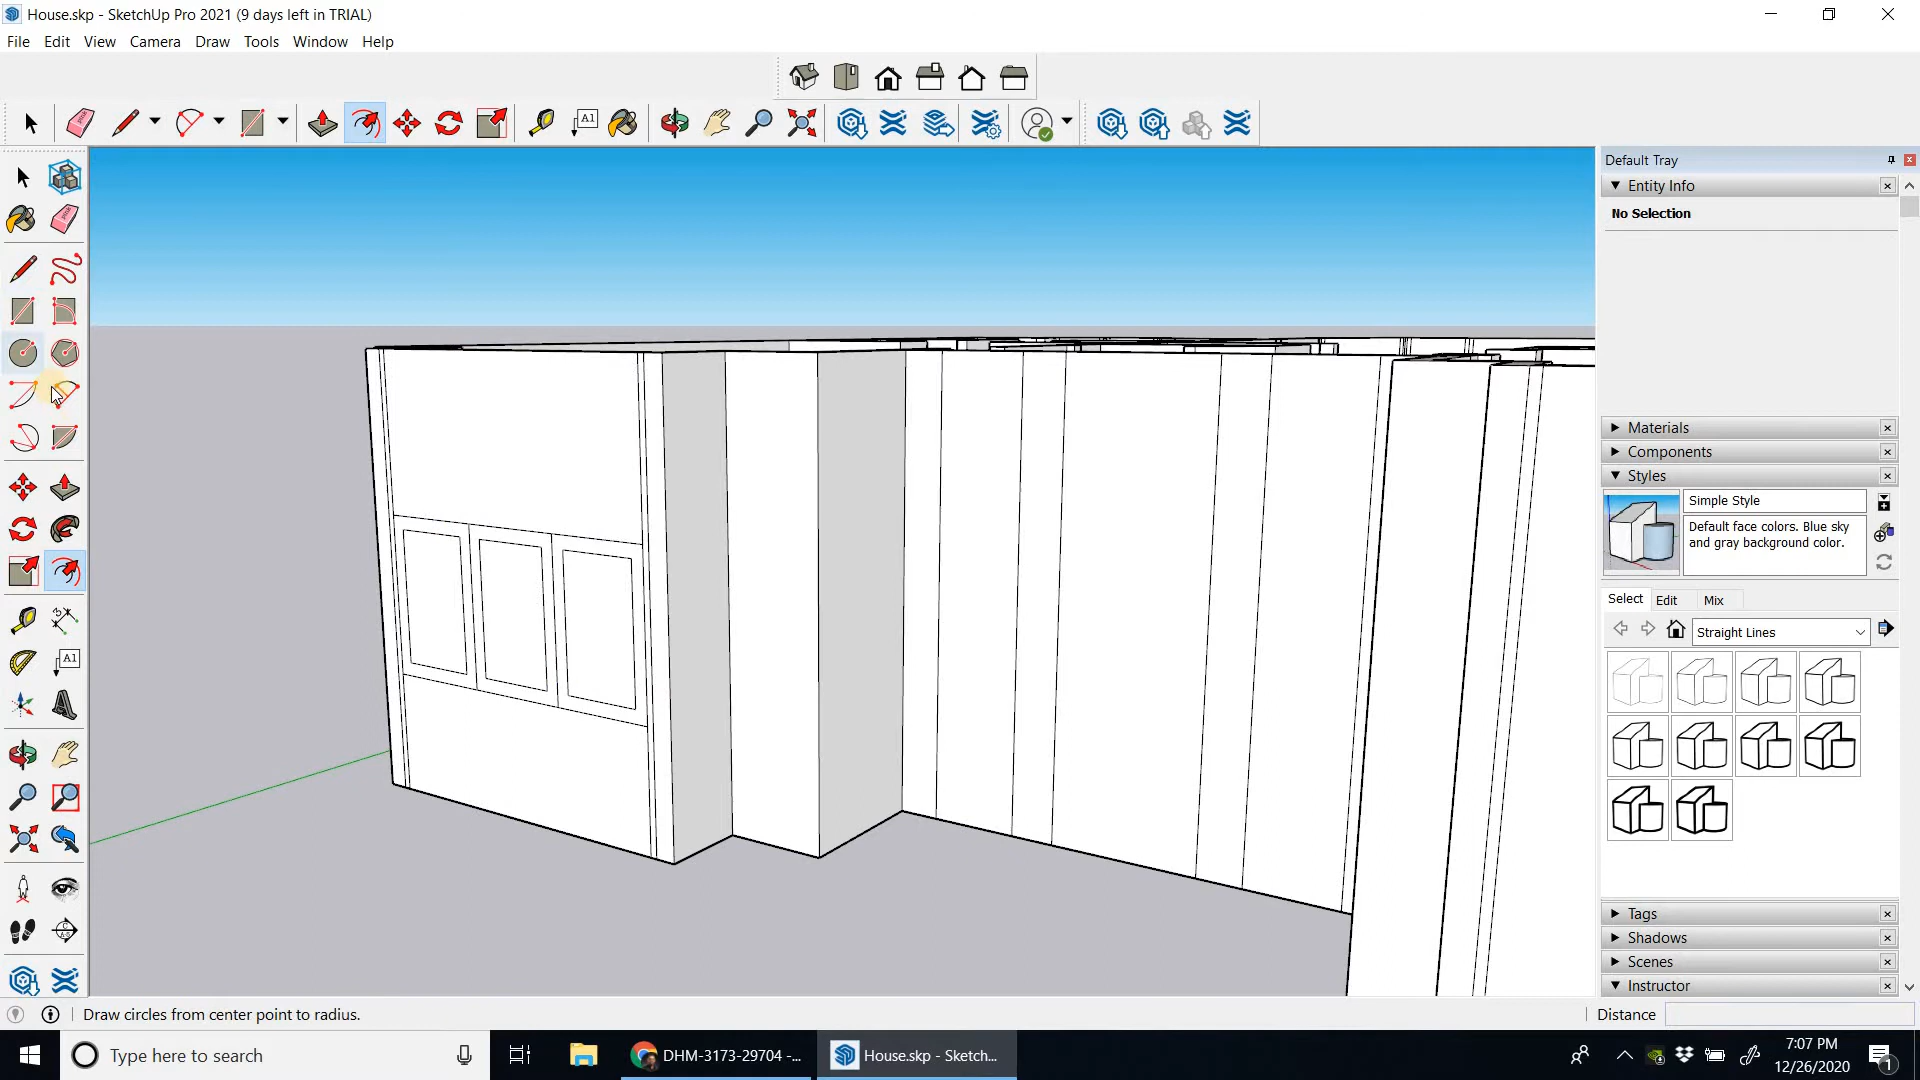 House.skp - SketchUp Pro 2021 (9 days left in TRIAL)
File Edit View Camera Draw Tools Window Help
A1
Default Tray
Entity Info
No Selection
A1
Materials
Components
Styles
Simple Style
Default face colors. Blue sky
and gray background color.
Select Edit Mix
Straight Lines
Tags
Shadows
Scenes
Instructor
Draw circles from center point to radius.
Distance
Type here to search
DHM-3173-29704 -...
House.skp - Sketch...
7:07 PM
12/26/2020
1